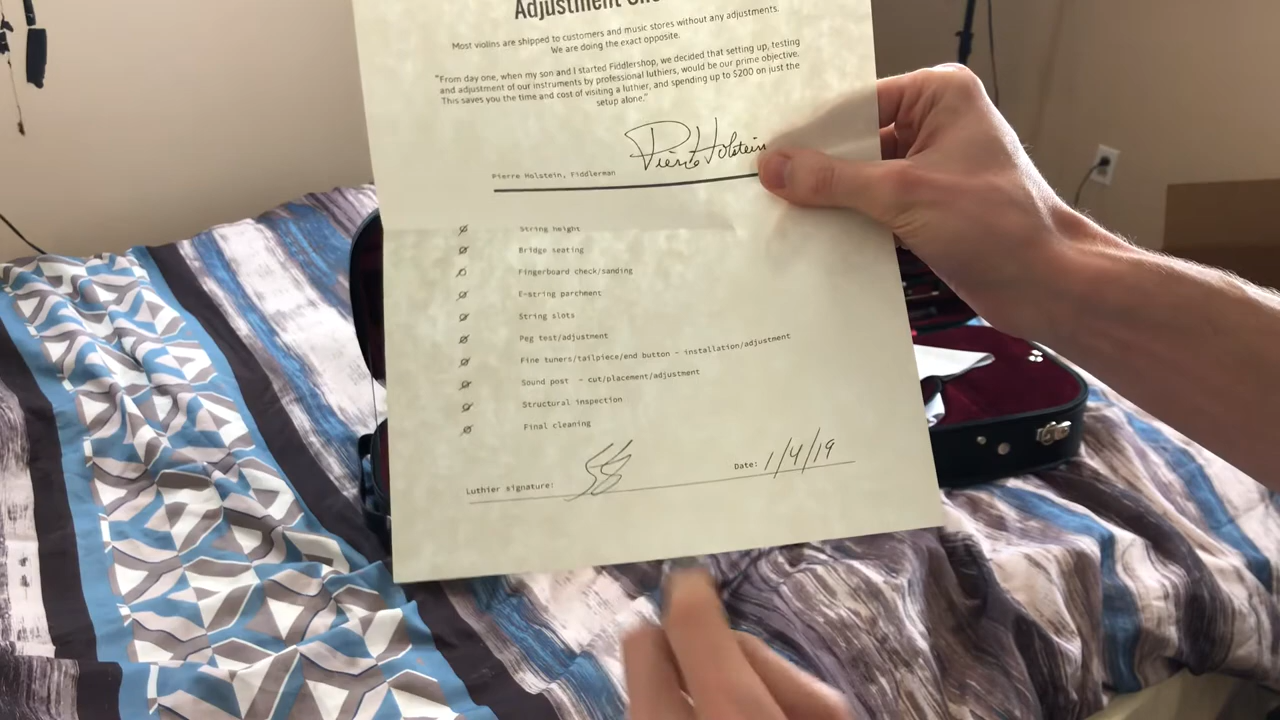 Adjustment
Most violins are shipped to customers and music stores without any adjustments.
We are doing the exact opposite.
"From day one, when my son and I started Fiddlershop, we decided that setting up, testing
and adjustment of our instruments by professional luthiers, would be our prime objective.
This saves you the time and cost of visiting a luthier, and spending up to $200 on just the
setup alone."
Pierre Holstein
Pierre Holstein, Fiddlerman
String height
Bridge seating
Fingerboard check/sanding
E-string parchment
String slots
Peg test/adjustment
Fine tuners/tailpiece/end button - installation/adjustment
Sound post - cut/placement/adjustment
Structural inspection
Final cleaning
Luthier signature:
Date: 1/4/19